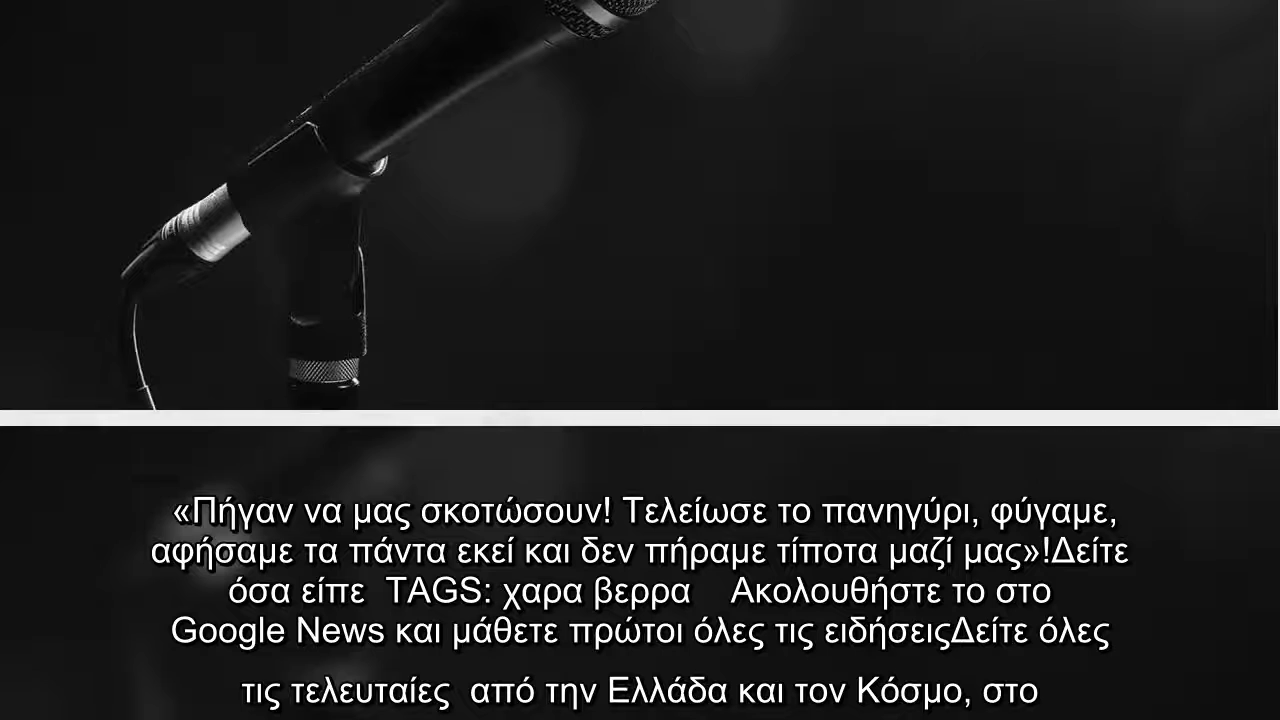 «Πήγαν να μας σκοτώσουν! Τελείωσε το πανηγύρι, φύγαμε,
αφήσαμε τα πάντα εκεί και δεν πήραμε τίποτα μαζί μας»!Δείτε
όσα είπε  TAGS: χαρα βερρα    Ακολουθήστε το στο
Google News και μάθετε πρώτοι όλες τις ειδήσειςΔείτε όλες
τις τελευταίες  από την Ελλάδα και τον Κόσμο, στο